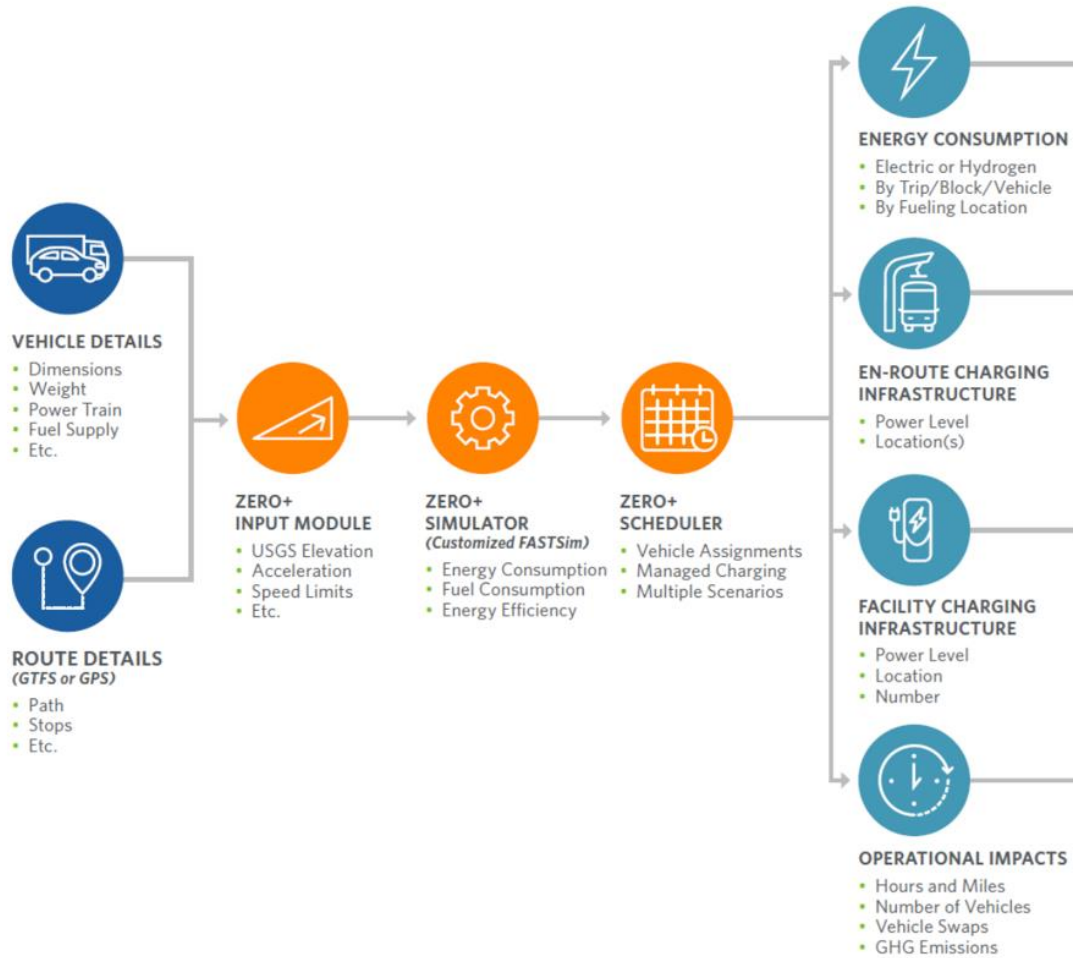 VEHICLE DETAILS
• Dimensions
• Weight
• Power Train
• Fuel Supply
• Etc.
ROUTE DETAILS
(GTFS or GPS)
• Path
• Stops
• Etc.
ZERO+
INPUT MODULE
• USGS Elevation
• Acceleration
• Speed Limits
• Etc.
ZERO+
SIMULATOR
(Customized FASTSim)
• Energy Consumption
• Fuel Consumption
• Energy Efficiency
ZERO+
SCHEDULER
• Vehicle Assignments
• Managed Charging
• Multiple Scenarios
ENERGY CONSUMPTION
• Electric or Hydrogen
• By Trip/Block/Vehicle
• By Fueling Location
EN-ROUTE CHARGING
INFRASTRUCTURE
• Power Level
• Location(s)
FACILITY CHARGING
INFRASTRUCTURE
• Power Level
• Location
• Number
OPERATIONAL IMPACTS
• Hours and Miles
• Number of Vehicles
• Vehicle Swaps
• GHG Emissions